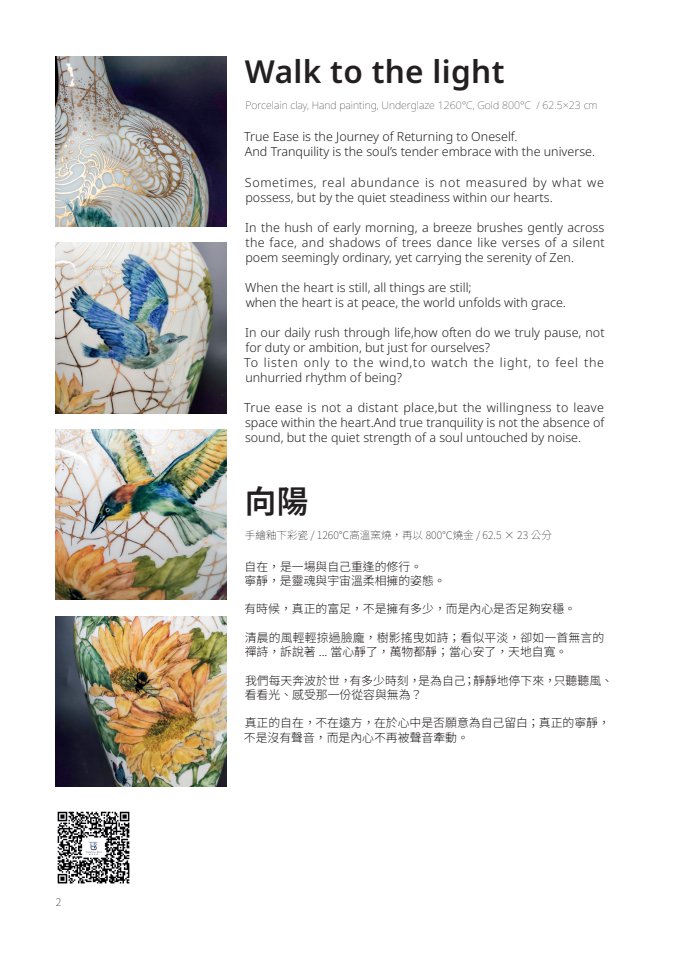 Walk to the light
Porcelain clay, Hand painting, Underglaze 1260°C, Gold 800°C / 62.5×23 cm
True Ease is the Journey of Returning to Oneself.
And Tranquility is the soul's tender embrace with the universe.
Sometimes, real abundance is not measured by what we
possess, but by the quiet steadiness within our hearts.
In the hush of early morning, a breeze brushes gently across
the face, and shadows of trees dance like verses of a silent
poem seemingly ordinary, yet carrying the serenity of Zen.
When the heart is still, all things are still;
when the heart is at peace, the world unfolds with grace.
In our daily rush through life,how often do we truly pause, not
for duty or ambition, but just for ourselves?
To listen only to the wind,to watch the light, to feel the
unhurried rhythm of being?
True ease is not a distant place,but the willingness to leave
space within the heart.And true tranquility is not the absence of
sound, but the quiet strength of a soul untouched by noise.
向陽
手繪釉下彩瓷 / 1260°C高溫窯燒，再以 800°C燒金 / 62.5 × 23 公分
自在，是一場與自己重逢的修行。
寧靜，是靈魂與宇宙溫柔相擁的姿態。
有時候，真正的富足，不是擁有多少，而是內心是否足夠安穩。
清晨的風輕輕掠過臉龐，樹影搖曳如詩；看似平淡，卻如一首無言的
禪詩，訴說著 ... 當心靜了，萬物都靜；當心安了，天地自寬。
我們每天奔波於世，有多少時刻，是為自己；靜靜地停下來，只聽聽風、
看看光、感受那一份從容與無為？
真正的自在，不在遠方，在於心中是否願意為自己留白；真正的寧靜，
不是沒有聲音，而是內心不再被聲音牽動。
2